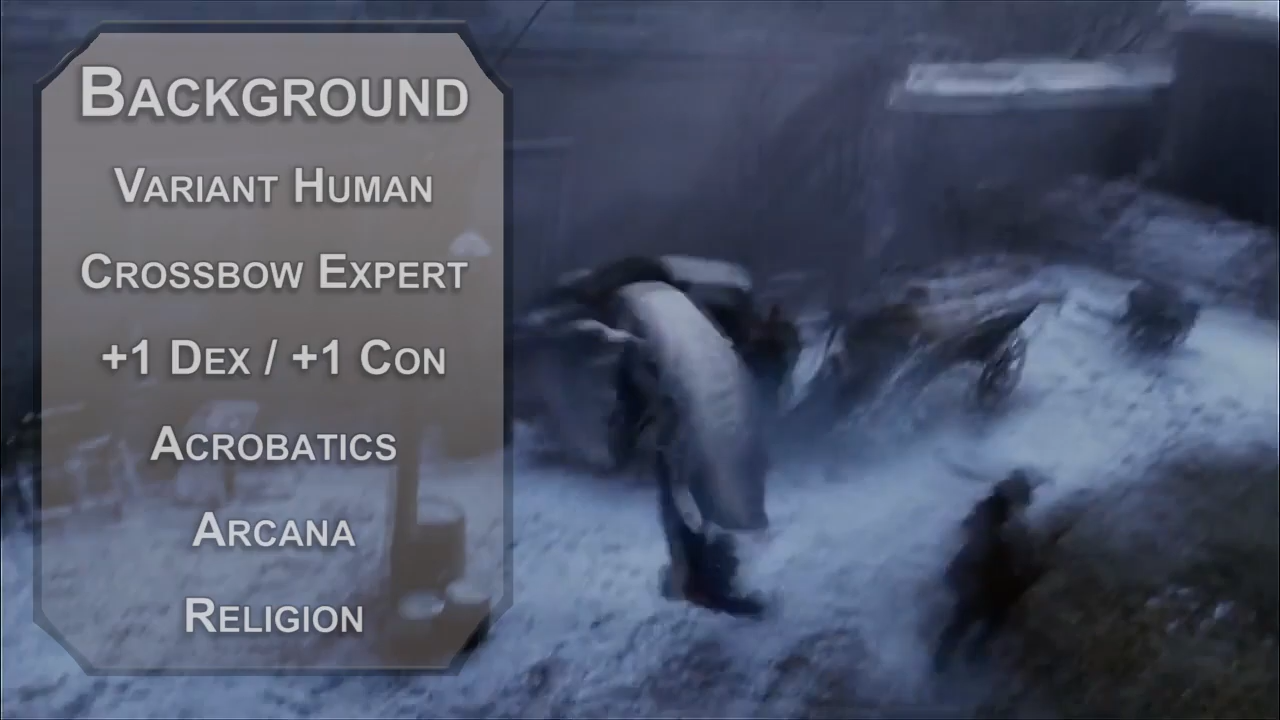 Background
Variant Human
Crossbow Expert
+1 Dex / +1 Con
Acrobatics
Arcana
Religion